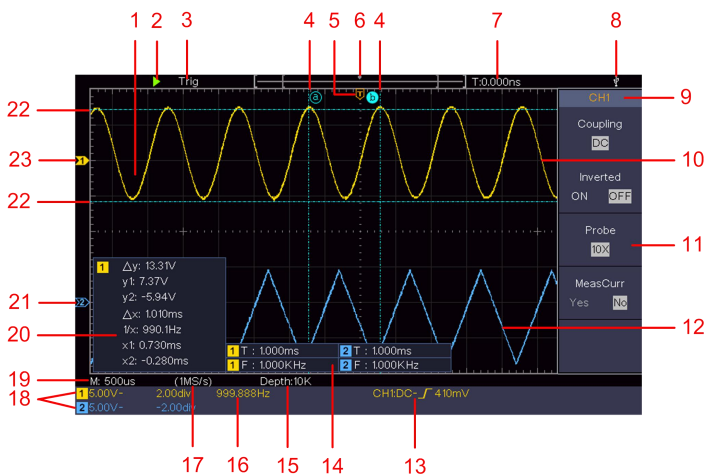 1 2 3 4 5 6 4 7 8
Trig T:0.000ns
a T b
CH1 9
22
Coupling
DC
23 1 10
Inverted
ON OFF
22
Probe
10X 11
1 Δy: 13.31V
y1: 7.37V
y2: -5.94V
Δx: 1.010ms
1/x: 990.1Hz
x1: 0.730ms
x2: -0.280ms
MeasCurr
Yes No
21 2
20 12
1 T : 1.000ms 2 T : 1.000ms
1 F : 1.000KHz 2 F : 1.000KHz
19 M: 500us (1MS/s) Depth:10K
18 1 5.00V~ 2.00div 999.888Hz CH1:DC- 410mV
2 5.00V~ -2.00div
17 16 15 14 13